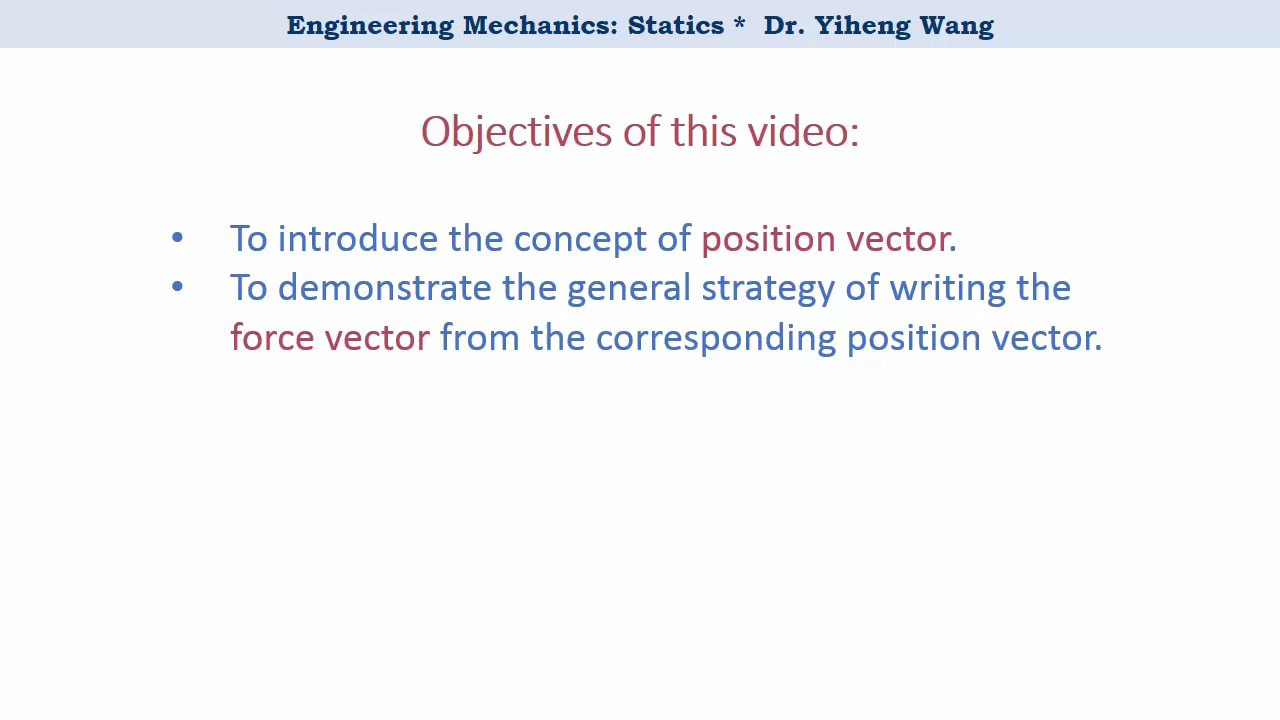 Engineering Mechanics: Statics * Dr. Yiheng Wang
Objectives of this video:
• To introduce the concept of position vector.
• To demonstrate the general strategy of writing the
force vector from the corresponding position vector.